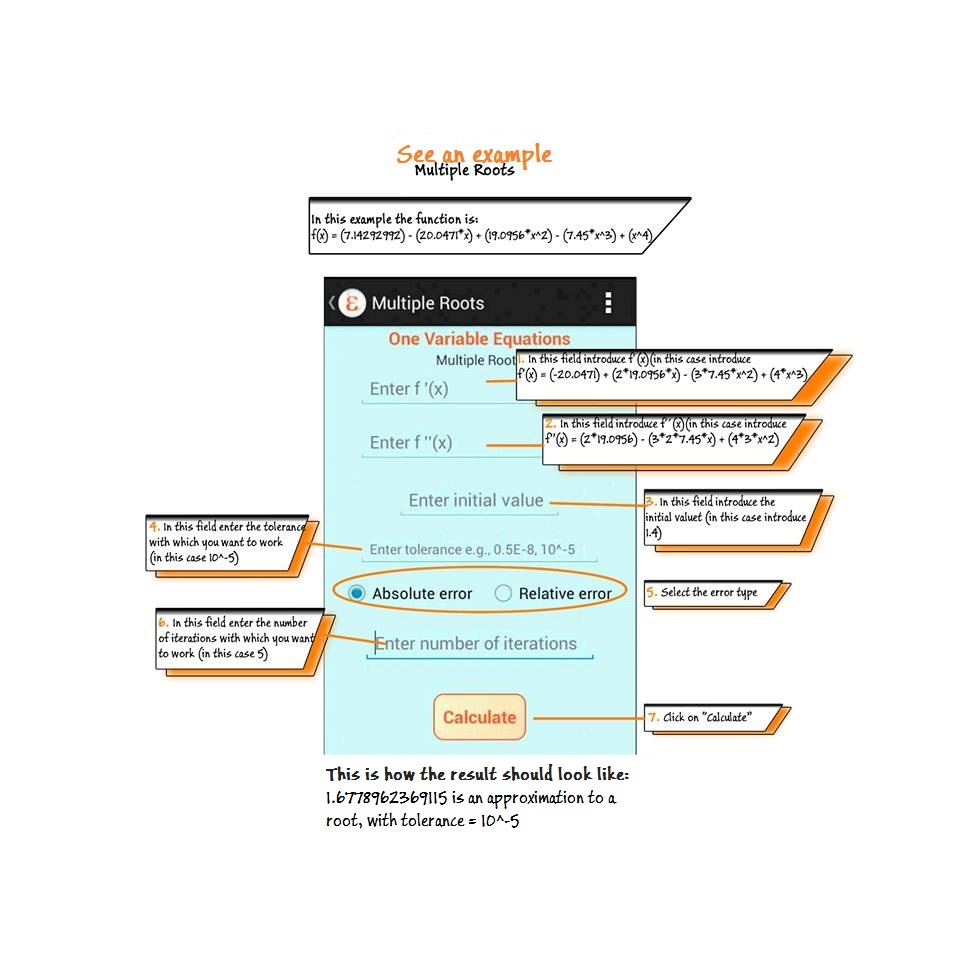 See an example
Multiple Roots
In this example the function is:
f(x) = (7.14292992) - (20.0471*x) + (19.0956*x^2) - (7.45*x^3) + (x^4)
Multiple Roots
One Variable Equations
Multiple Root
1. In this field introduce f'(x)(in this case introduce
f'(x) = (-20.0471) + (2*19.0956*x) - (3*7.45*x^2) + (4*x^3)
Enter f '(x)
2. In this field introduce f''(x)(in this case introduce
f''(x) = (2*19.0956) - (3*2*7.45*x) + (4*3*x^2)
Enter f ''(x)
Enter initial value
3. In this field introduce the
initial valuet (in this case introduce
1.4)
4. In this field enter the tolerance
with which you want to work
(in this case 10^-5)
Enter tolerance e.g., 0.5E-8, 10^-5
Absolute error
Relative error
5. Select the error type
6. In this field enter the number
of iterations with which you want
to work (in this case 5)
Enter number of iterations
Calculate
7. Click on "Calculate"
This is how the result should look like:
1.6778962369115 is an approximation to a
root, with tolerance = 10^-5